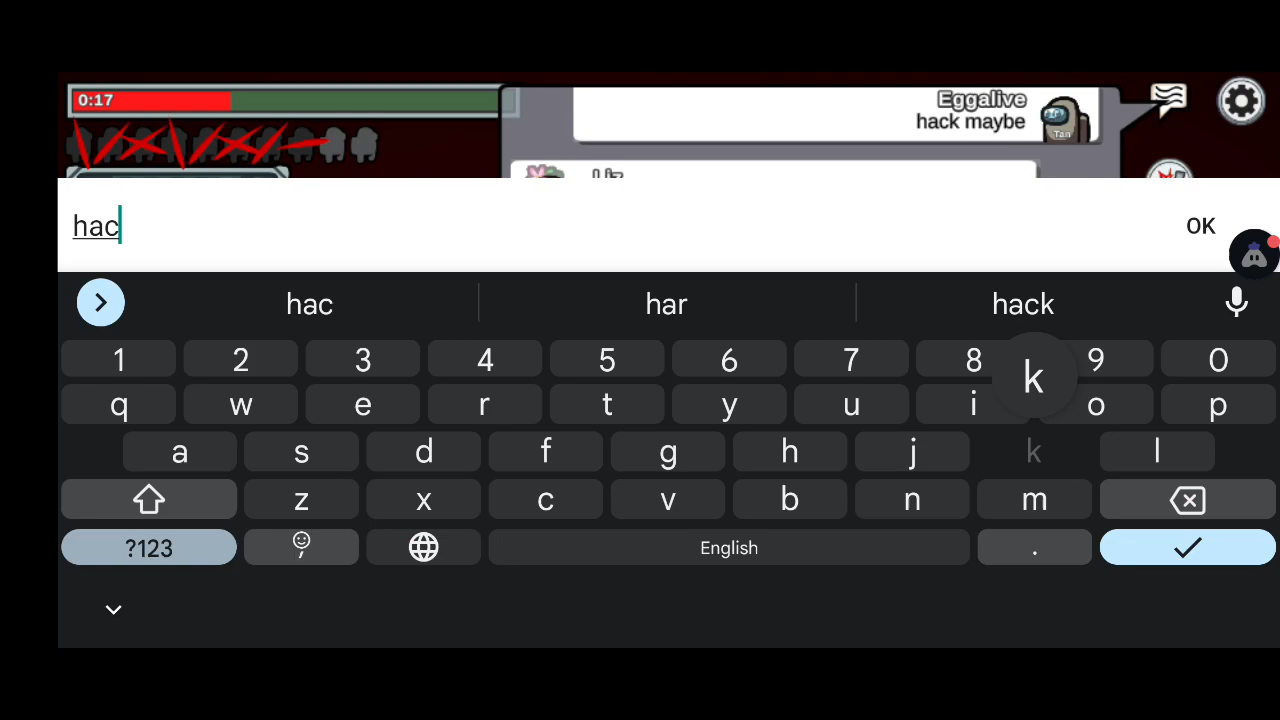 0:17
Eggalive
hack maybe
Tan
Liz
hac
OK
hac har hack
1 2 3 4 5 6 7 8 9 0
k
q w e r t y u i o p
a s d f g h j k l
z x c v b n m
?123 English .